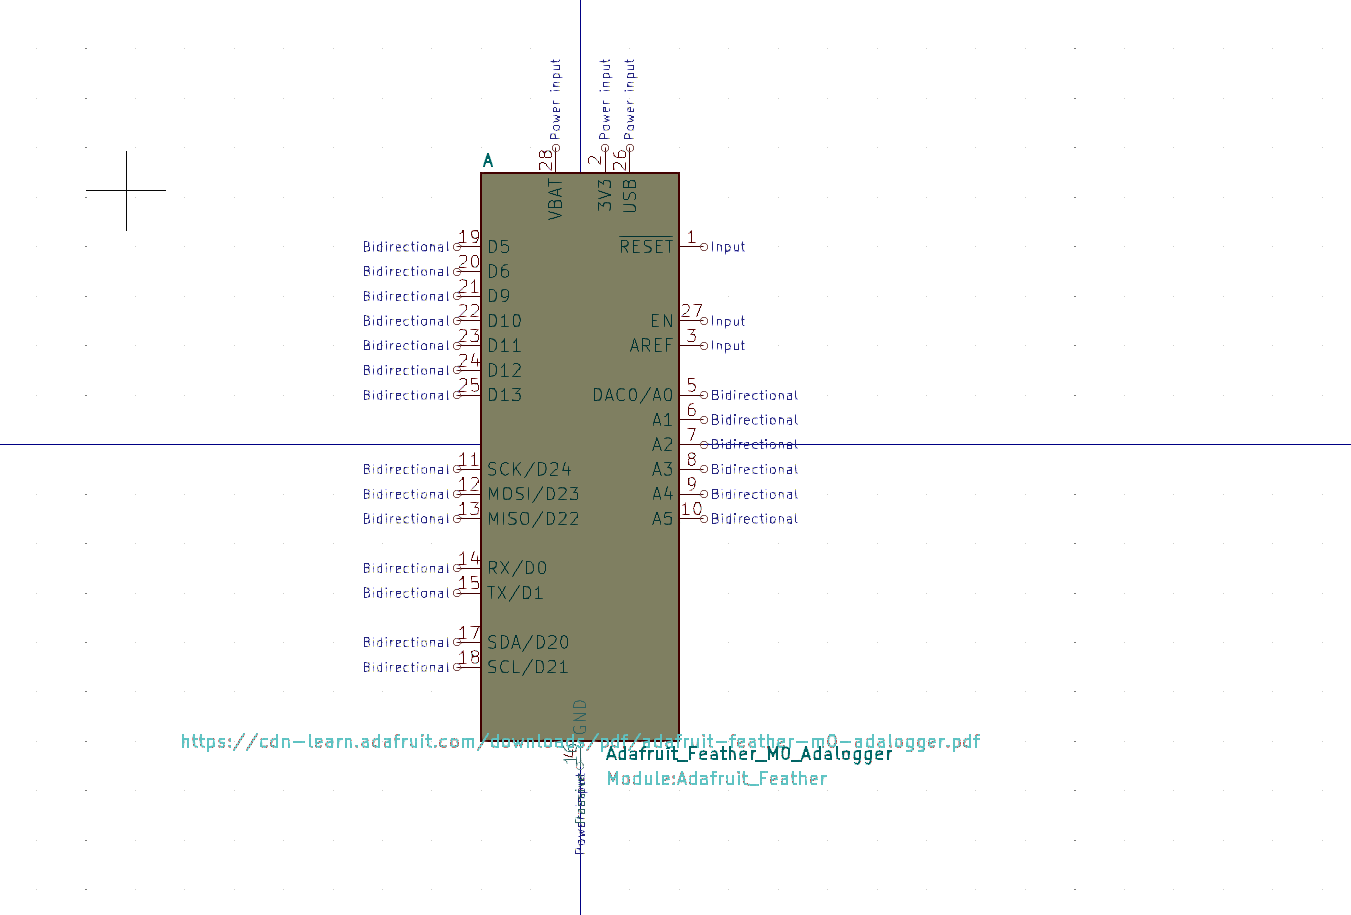 Power input
Power input
Power input
28
2
26
A
VBAT
3V3
USB
Bidirectional 19 D5
RESET 1 Input
Bidirectional 20 D6
Bidirectional 21 D9
Bidirectional 22 D10
EN 27 Input
Bidirectional 23 D11
AREF 3 Input
Bidirectional 24 D12
Bidirectional 25 D13
DAC0/A0 5 Bidirectional
A1 6 Bidirectional
A2 7 Bidirectional
Bidirectional 11 SCK/D24
A3 8 Bidirectional
Bidirectional 12 MOSI/D23
A4 9 Bidirectional
Bidirectional 13 MISO/D22
A5 10 Bidirectional
Bidirectional 14 RX/D0
Bidirectional 15 TX/D1
Bidirectional 17 SDA/D20
Bidirectional 18 SCL/D21
GND
https://cdn-learn.adafruit.com/downloads/pdf/adafruit-feather-m0-adalogger.pdf
Adafruit_Feather_M0_Adalogger
Module:Adafruit_Feather